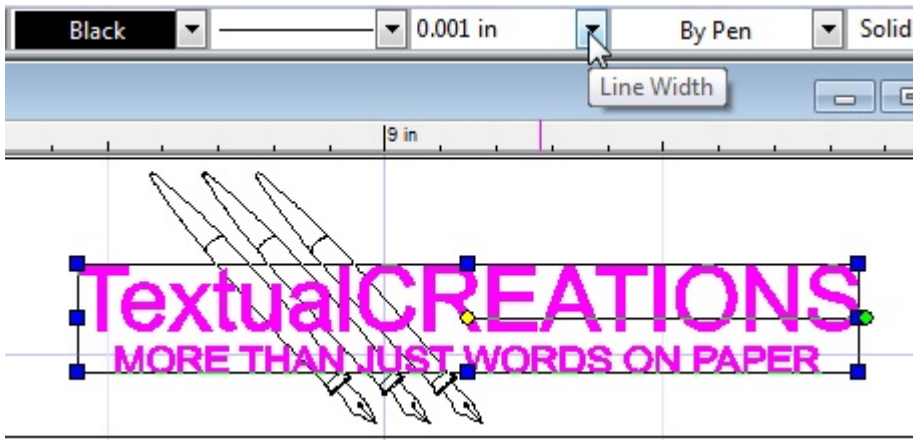 Black 0.001 in By Pen Solid
Line Width
9 in
TextualCREATIONS
MORE THAN JUST WORDS ON PAPER